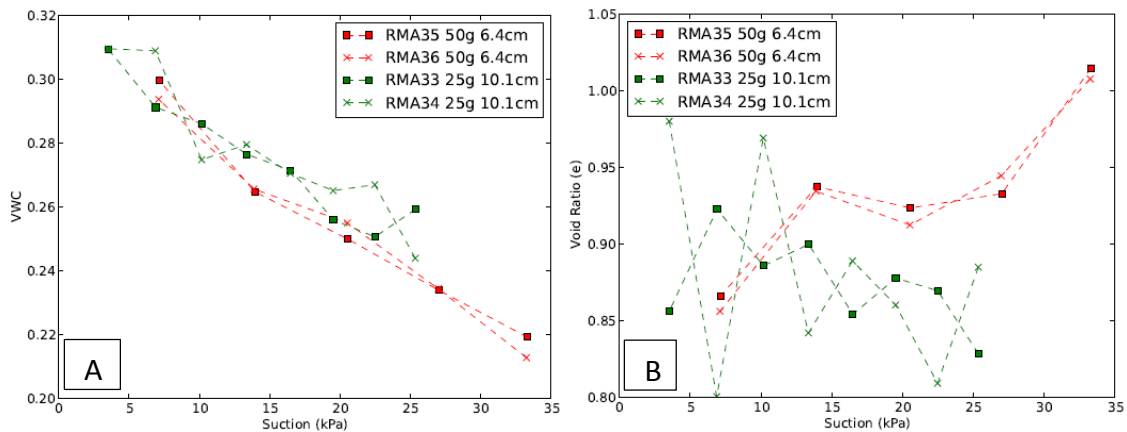 0.32
0.30
0.28
0.26
0.24
0.22
0.20
VWC
RMA35 50g 6.4cm
RMA36 50g 6.4cm
RMA33 25g 10.1cm
RMA34 25g 10.1cm
A
0 5 10 15 20 25 30 35
Suction (kPa)
1.05
1.00
0.95
0.90
0.85
0.80
Void Ratio (e)
RMA35 50g 6.4cm
RMA36 50g 6.4cm
RMA33 25g 10.1cm
RMA34 25g 10.1cm
B
0 5 10 15 20 25 30 35
Suction (kPa)